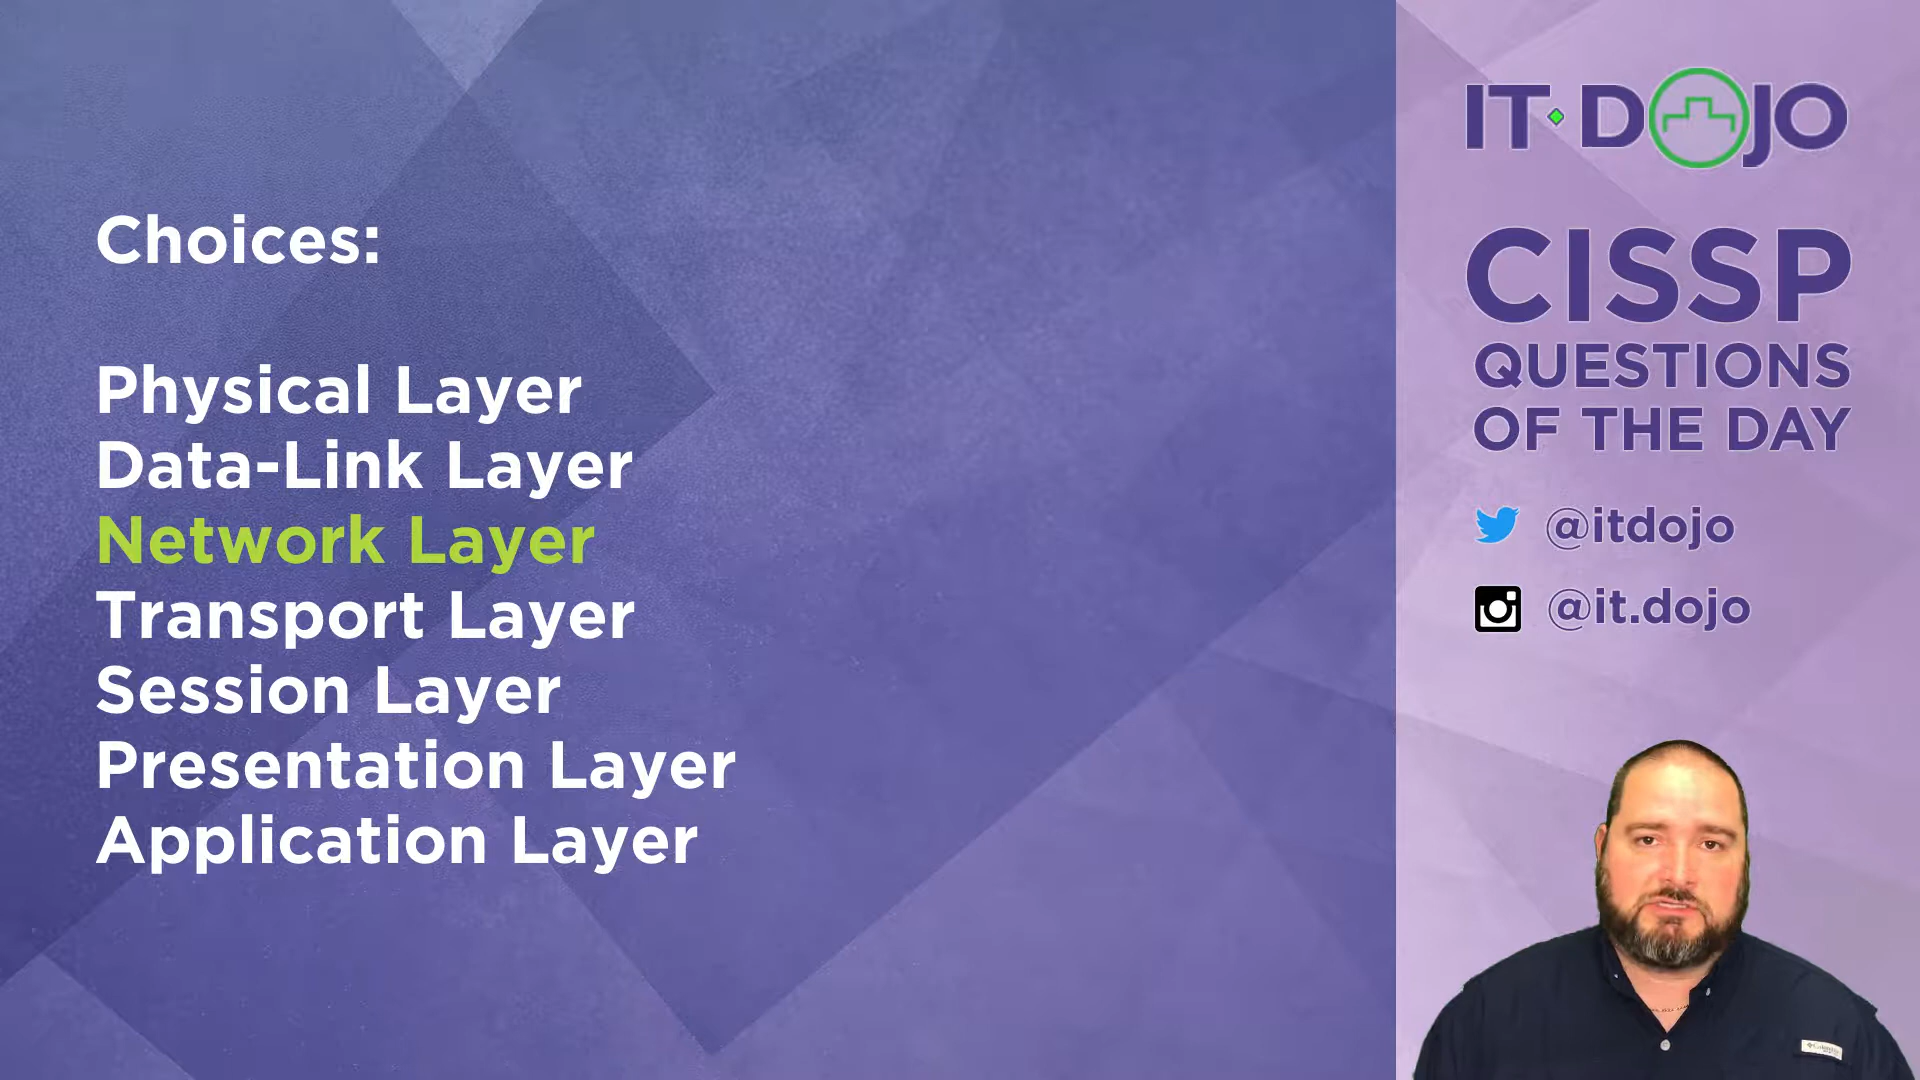 Choices:
Physical Layer
Data-Link Layer
Network Layer
Transport Layer
Session Layer
Presentation Layer
Application Layer
IT DOJO
CISSP
QUESTIONS
OF THE DAY
@itdojo
@it.dojo
Columbia